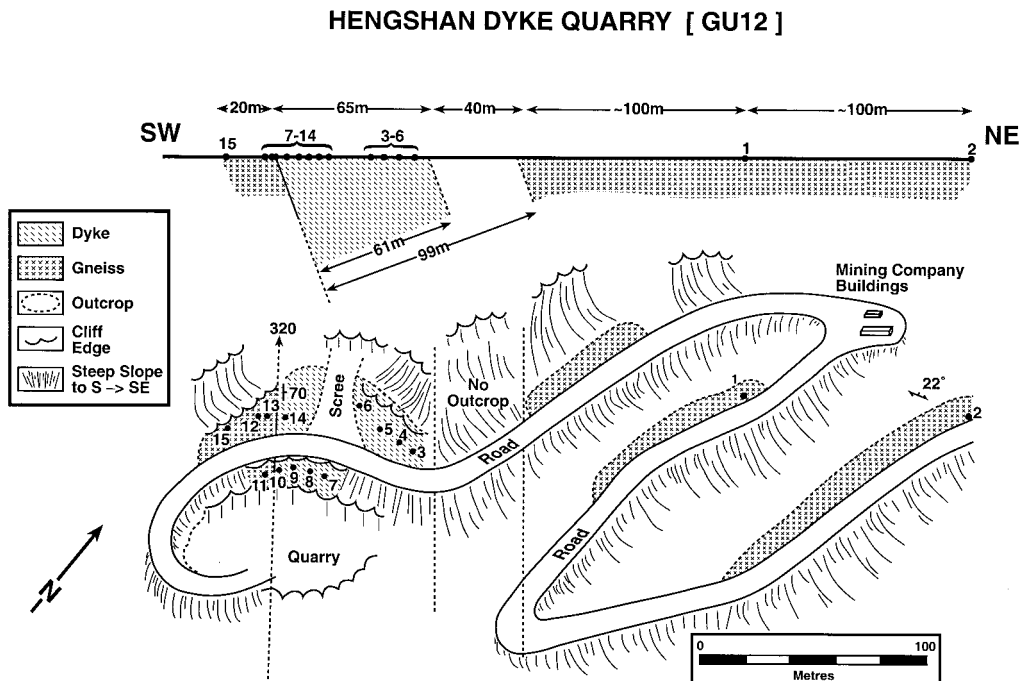 HENGSHAN DYKE QUARRY [ GU12 ]
20m 65m 40m ~100m ~100m
SW NE
15 7-14 3-6 1 2
61m
99m
Dyke
Gneiss
Outcrop
Cliff
Edge
Steep Slope
to S -> SE
Mining Company
Buildings
320
70
Scree
No
Outcrop
Road
6
13
14
12
15
5
4
3
11
10
9
8
7
1
22°
2
Quarry
Road
N
0 100
Metres